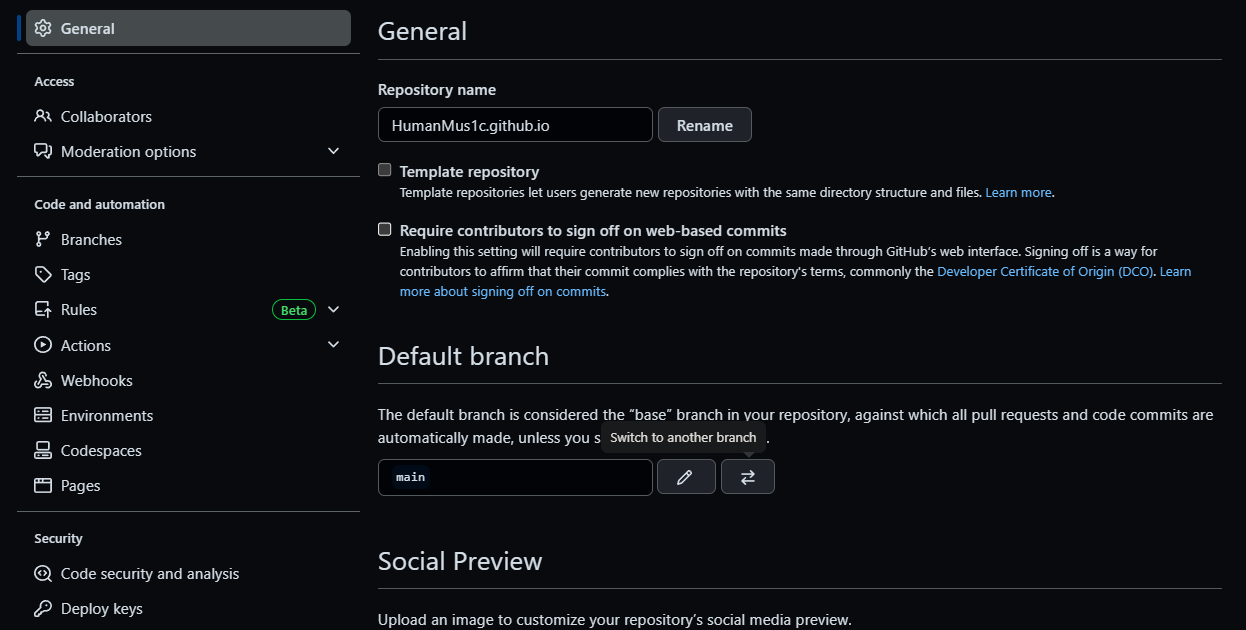 General
Access
Collaborators
Moderation options
Code and automation
Branches
Tags
Rules
Beta
Actions
Webhooks
Environments
Codespaces
Pages
Security
Code security and analysis
Deploy keys
General
Repository name
HumanMus1c.github.io
Rename
Template repository
Template repositories let users generate new repositories with the same directory structure and files. Learn more.
Require contributors to sign off on web-based commits
Enabling this setting will require contributors to sign off on commits made through GitHub's web interface. Signing off is a way for
contributors to affirm that their commit complies with the repository's terms, commonly the Developer Certificate of Origin (DCO). Learn
more about signing off on commits.
Default branch
The default branch is considered the “base” branch in your repository, against which all pull requests and code commits are
automatically made, unless you s
Switch to another branch
.
main
Social Preview
Upload an image to customize your repository’s social media preview.